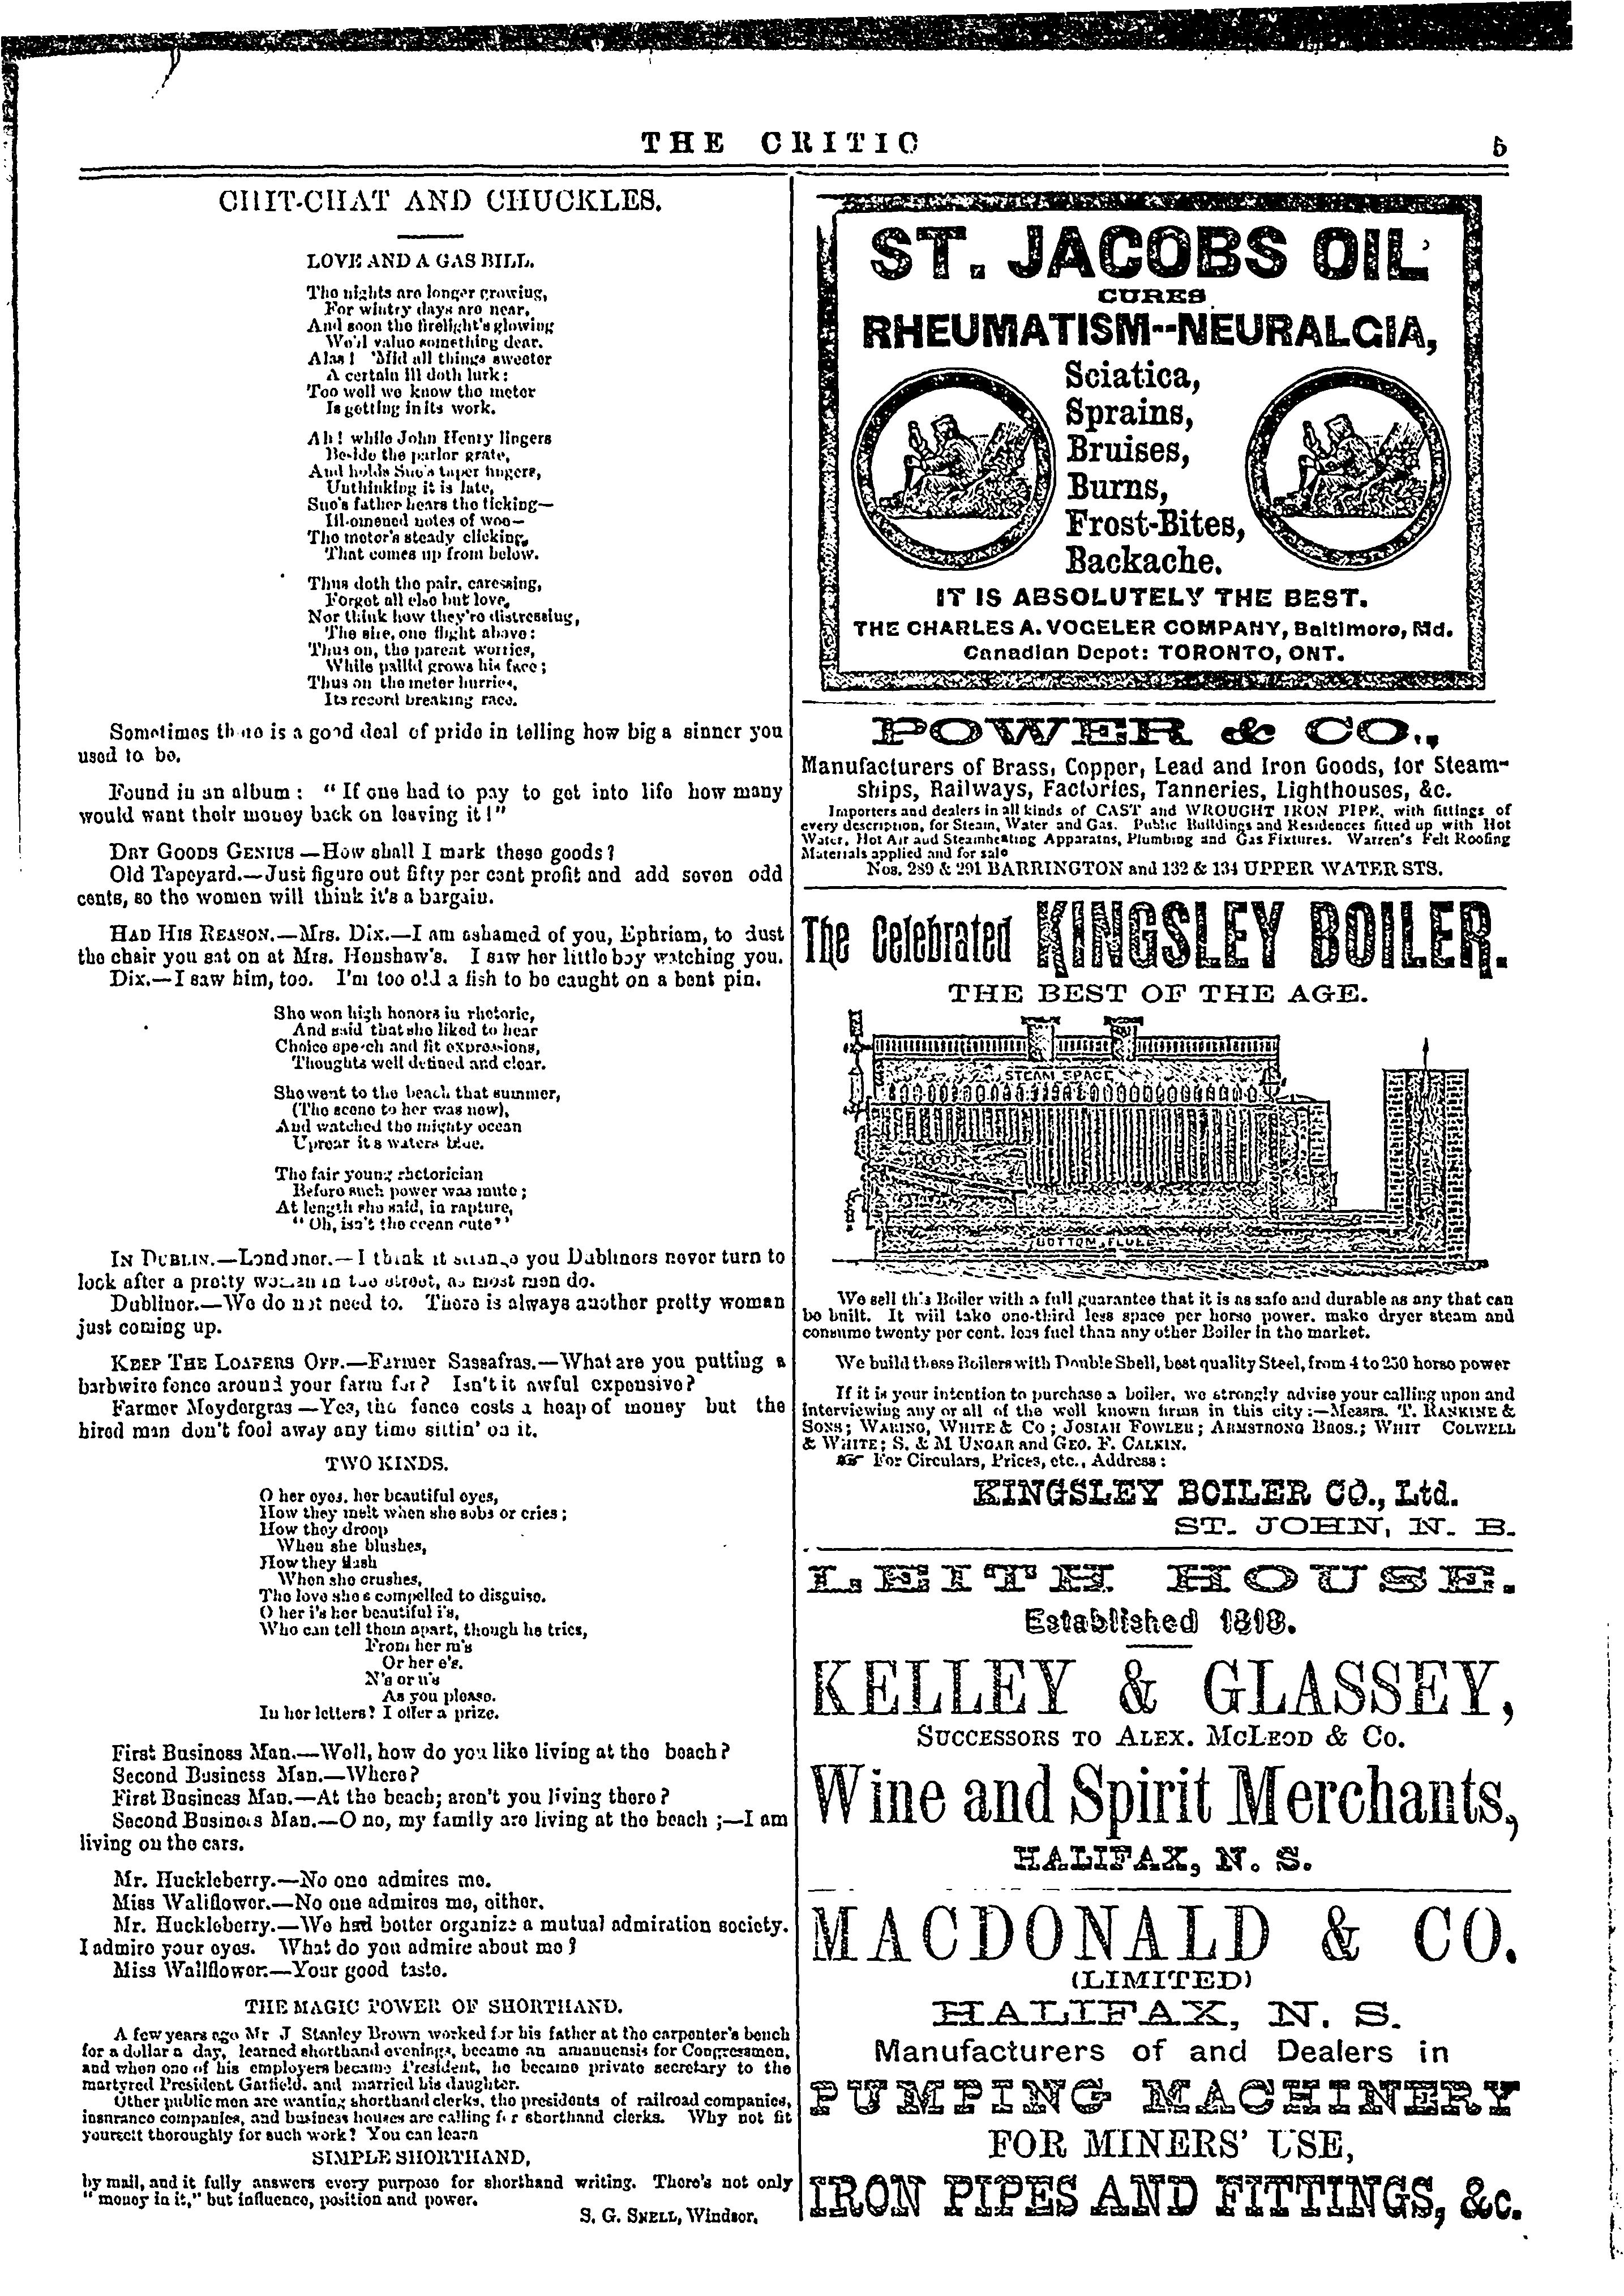 THE CRITIC
5
CHIT-CHAT AND CHUCKLES.
LOVE AND A GAS BILL.
The nights are longer growing,
For wintry days are near,
And soon the firelight's glowing
We'll value something dear.
Alas! 'Mid all things sweeter
A certain ill doth lurk:
Too well we know the meter
Is getting in its work.
Ah! while John Henry lingers
Beside the parlor grate,
And holds Sue's taper fingers,
Unthinking it is late,
Sue's father hears the ticking—
Ill-omened notes of woe—
The meter's steady clicking,
That comes up from below.
Thus doth the pair, caressing,
Forget all else but love,
Nor think how they're distressing,
The sire, one flight above:
Thus on, the parent worries,
While pallid grows his face;
Thus on the meter hurries,
Its record breaking race.
Sometimes there is a good deal of pride in telling how big a sinner you
used to be.
Found in an album: "If one had to pay to get into life how many
would want their money back on leaving it!"
DRY GOODS GENIUS—How shall I mark these goods?
Old Tapeyard.—Just figure out fifty per cent profit and add seven odd
cents, so the women will think it's a bargain.
HAD HIS REASON.—Mrs. Dix.—I am ashamed of you, Ephriam, to dust
the chair you sat on at Mrs. Henshaw's. I saw her little boy watching you.
Dix.—I saw him, too. I'm too old a fish to be caught on a bent pin.
She won high honors in rhetoric,
And said that she liked to hear
Choice speech and fit expressions,
Thoughts well defined and clear.
She went to the beach that summer,
(The scene to her was new),
And watched the mighty ocean
Uprear its waters blue.
The fair young rhetorician
Before such power was mute;
At length she said, in rapture,
"Oh, isn't the ocean cute"
IN DUBLIN.—Londoner.—I think it strange you Dubliners never turn to
look after a pretty woman in the street, as most men do.
Dubliner.—We do not need to. There is always another pretty woman
just coming up.
KEEP THE LOAFERS OFF.—Farmer Sassafras.—What are you putting a
barbwire fence around your farm for? Isn't it awful expensive?
Farmer Meydergras—Yes, the fence costs a heap of money but the
hired man don't fool away any time sittin' on it.
TWO KINDS.
O her eyes, her beautiful eyes,
How they melt when she sobs or cries;
How they droop
When she blushes,
How they flash
When she crushes,
The love she's compelled to disguise.
O her i's her beautiful i's,
Who can tell them apart, though he tries,
From her m's
Or her e's.
N's or u's
As you please.
In her letters? I offer a prize.
First Business Man.—Well, how do you like living at the beach?
Second Business Man.—Where?
First Business Man.—At the beach; aren't you living there?
Second Business Man.—O no, my family are living at the beach;—I am
living on the cars.
Mr. Huckleberry.—No one admires me.
Miss Wallflower.—No one admires me, either.
Mr. Huckleberry.—We had better organize a mutual admiration society.
I admire your eyes. What do you admire about me?
Miss Wallflower.—Your good taste.
THE MAGIC POWER OF SHORTHAND.
A few years ago Mr J Stanley Brown worked for his father at the carpenter's bench
for a dollar a day, learned shorthand evenings, became an amanuensis for Congressmen,
and when one of his employers became President, he became private secretary to the
martyred President Garfield, and married his daughter.
Other public men are wanting shorthand clerks, the presidents of railroad companies,
insurance companies, and business houses are calling for shorthand clerks. Why not fit
yourself thoroughly for such work? You can learn
SIMPLE SHORTHAND,
by mail, and it fully answers every purpose for shorthand writing. There's not only
"money in it," but influence, position and power.
S. G. SNELL, Windsor.
ST. JACOBS OIL
CURES
RHEUMATISM--NEURALGIA,
Sciatica,
Sprains,
Bruises,
Burns,
Frost-Bites,
Backache.
IT IS ABSOLUTELY THE BEST.
THE CHARLES A. VOGELER COMPANY, Baltimore, Md.
Canadian Depot: TORONTO, ONT.
POWER & CO.,
Manufacturers of Brass, Copper, Lead and Iron Goods, for Steam-
ships, Railways, Factories, Tanneries, Lighthouses, &c.
Importers and dealers in all kinds of CAST and WROUGHT IRON PIPE, with fittings of
every description, for Steam, Water and Gas. Public Buildings and Residences fitted up with Hot
Water, Hot Air and Steamheating Apparatus, Plumbing and Gas Fixtures. Warren's Felt Roofing
Materials applied and for sale
Nos. 289 & 291 BARRINGTON and 132 & 134 UPPER WATER STS.
The Celebrated KINGSLEY BOILER.
THE BEST OF THE AGE.
STEAM SPACE
CHIMNEY
BOTTOM FLUE
We sell this Boiler with a full guarantee that it is as safe and durable as any that can
be built. It will take one-third less space per horse power, make dryer steam and
consume twenty per cent. less fuel than any other Boiler in the market.
We build these Boilers with Double Shell, best quality Steel, from 4 to 250 horse power
If it is your intention to purchase a boiler, we strongly advise your calling upon and
interviewing any or all of the well known firms in this city:—Messrs. T. RANKINE &
SONS; WARING, WHITE & CO; JOSIAH FOWLER; ARMSTRONG BROS.; WHIT COLWELL
& WHITE; S. & M UNGAR and GEO. F. CALKIN.
☞ For Circulars, Prices, etc., Address:
KINGSLEY BOILER CO., Ltd.
ST. JOHN, N. B.
LEITH HOUSE.
Established 1818.
KELLEY & GLASSEY,
SUCCESSORS TO ALEX. MCLEOD & CO.
Wine and Spirit Merchants,
HALIFAX, N. S.
MACDONALD & CO.
(LIMITED)
HALIFAX, N. S.
Manufacturers of and Dealers in
PUMPING MACHINERY
FOR MINERS' USE,
IRON PIPES AND FITTINGS, &c.